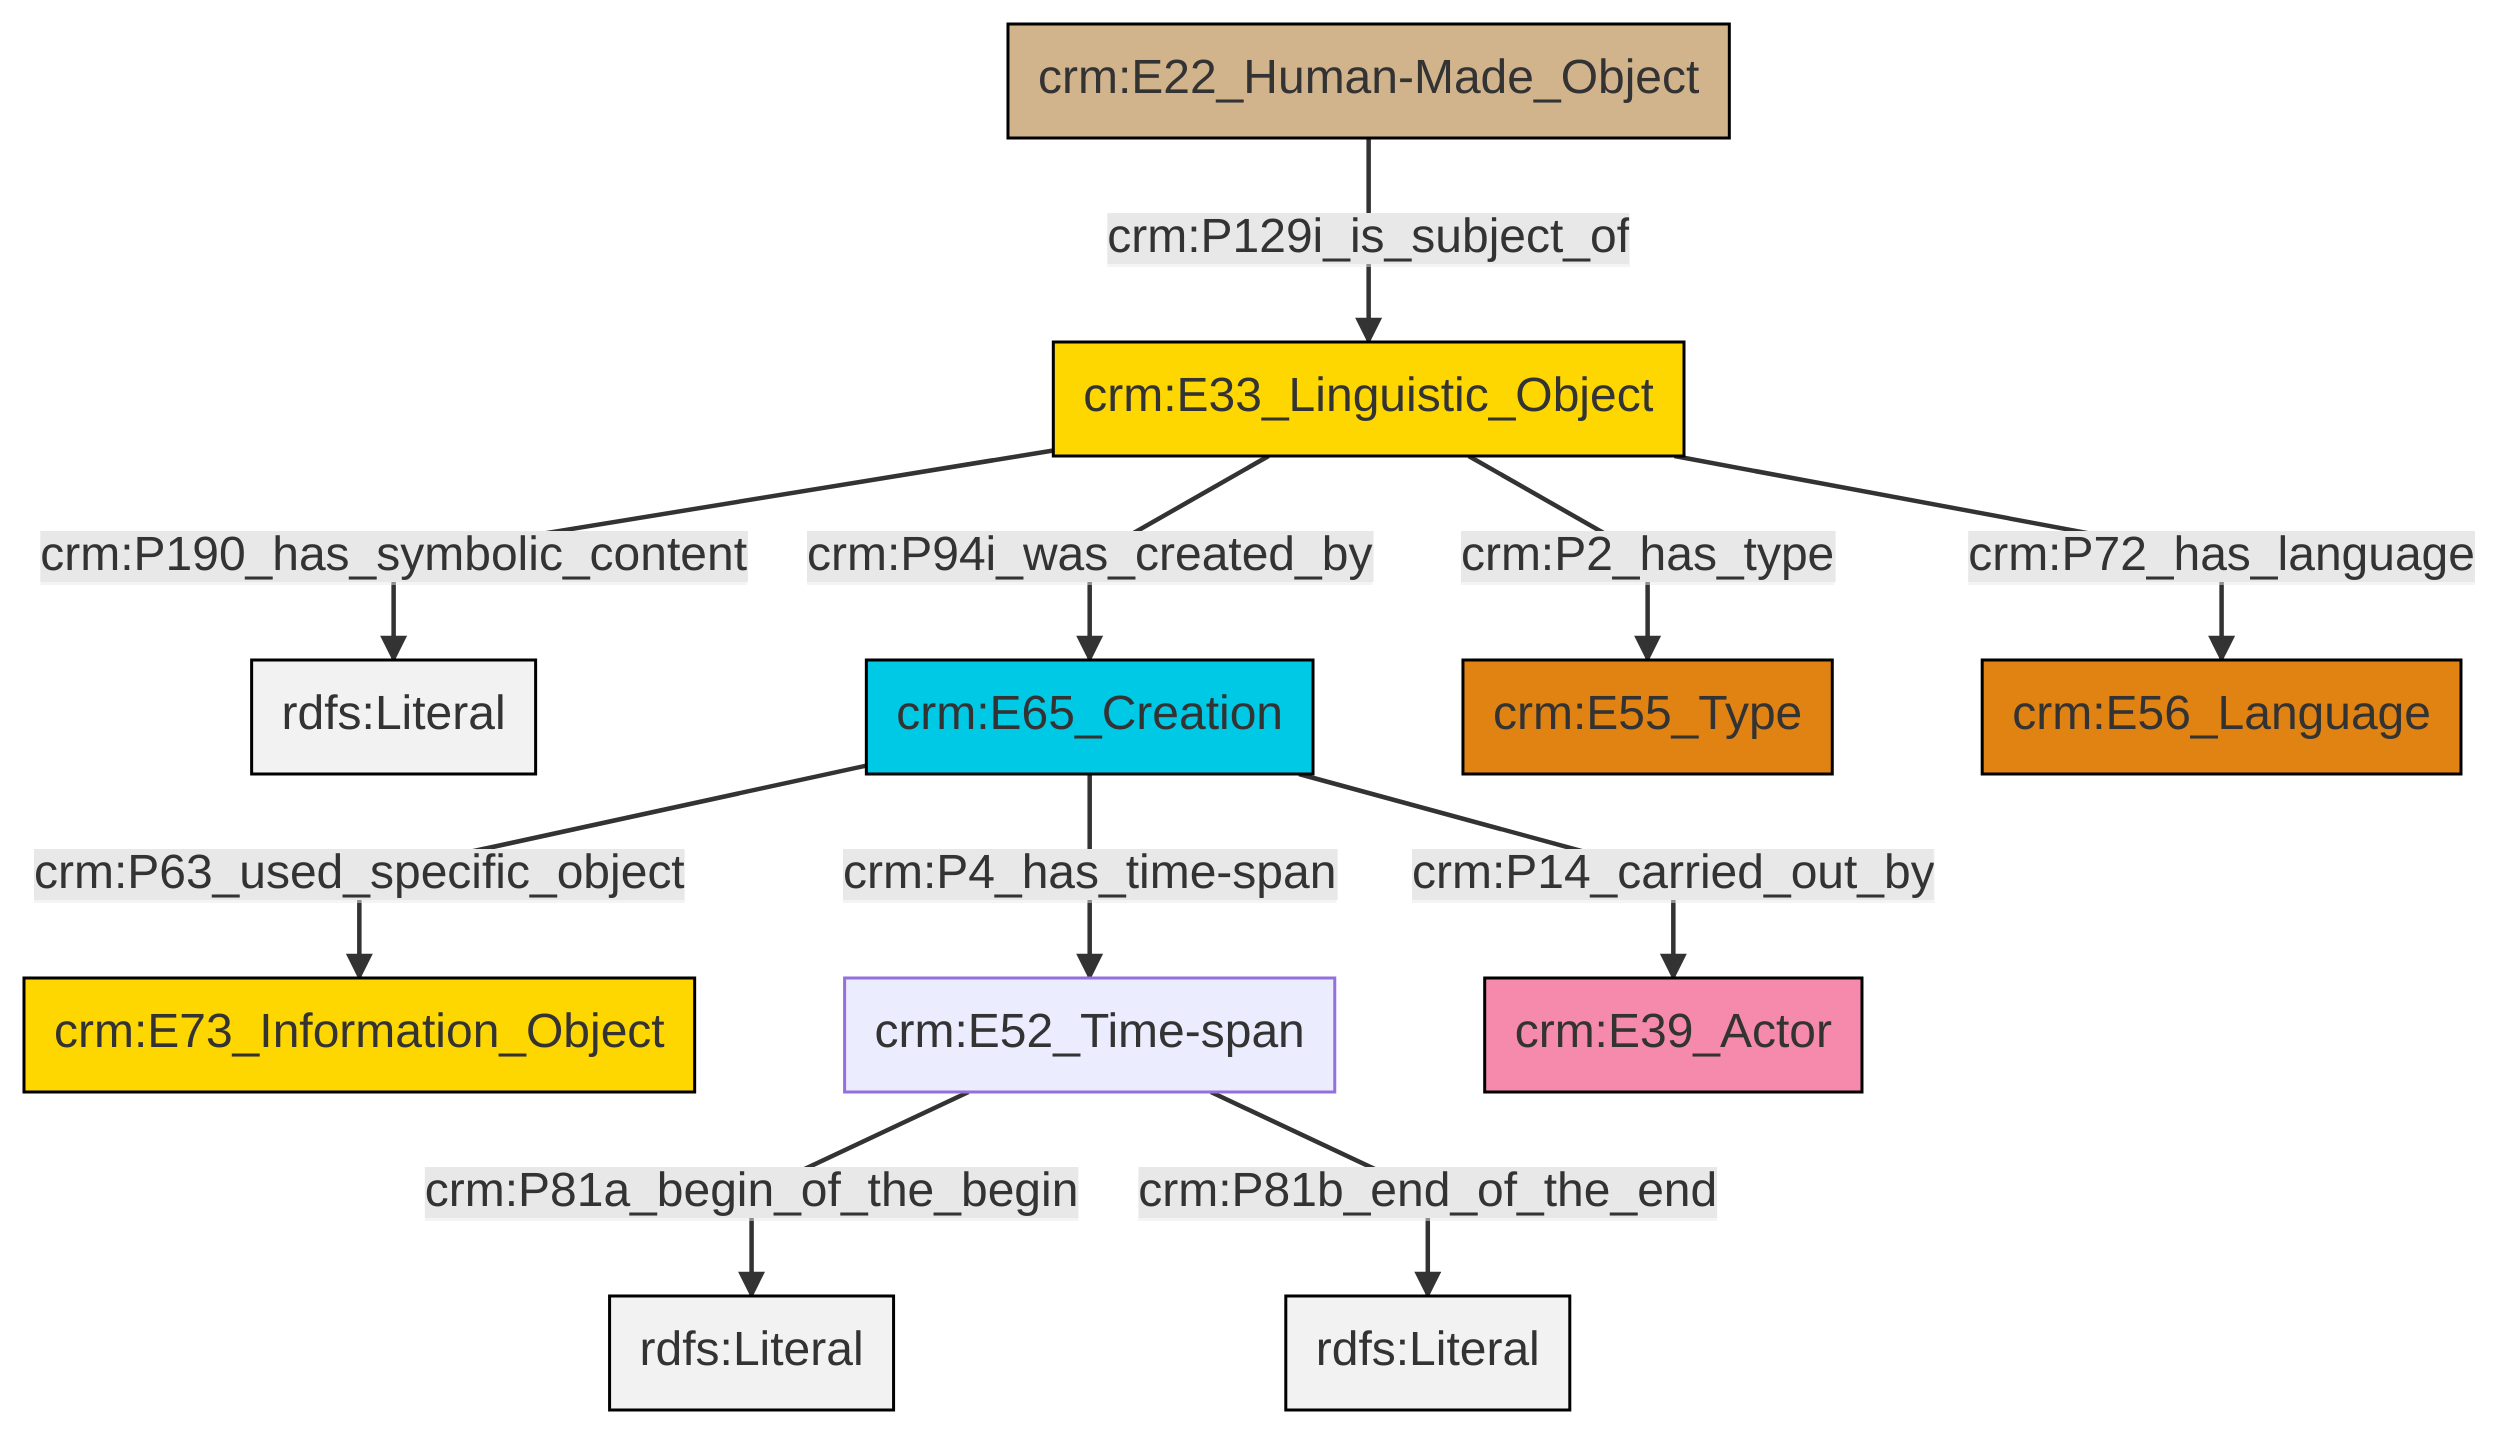 crm:E22_Human-Made_Object
crm:P129i_is_subject_of
crm:E33_Linguistic_Object
crm:P190_has_symbolic_content
crm:P94i_was_created_by
crm:P2_has_type
crm:P72_has_language
rdfs:Literal
crm:E65_Creation
crm:E55_Type
crm:E56_Language
crm:P63_used_specific_object
crm:P4_has_time-span
crm:P14_carried_out_by
crm:E73_Information_Object
crm:E52_Time-span
crm:E39_Actor
crm:P81a_begin_of_the_begin
crm:P81b_end_of_the_end
rdfs:Literal
rdfs:Literal